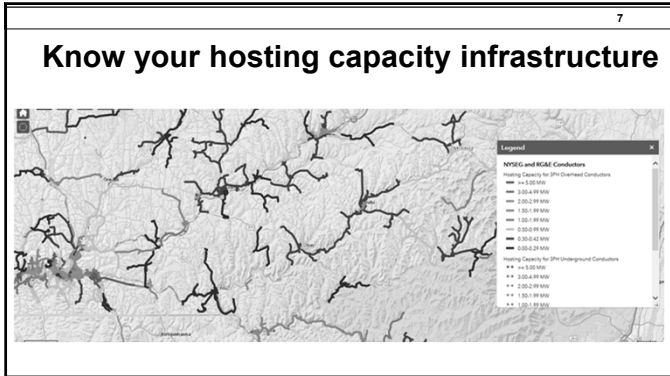 7
Know your hosting capacity infrastructure
Legend
NYSEG and RG&E Conductors
Hosting Capacity for 3PH Overhead Conductors
>= 5.00 MW
3.00-4.99 MW
2.00-2.99 MW
1.50-1.99 MW
1.00-1.99 MW
0.50-0.99 MW
0.30-0.42 MW
0.00-0.29 MW
Hosting Capacity for 3PH Underground Conductors
>= 5.00 MW
3.00-4.99 MW
2.00-2.99 MW
1.50-1.99 MW
1.00-1.99 MW